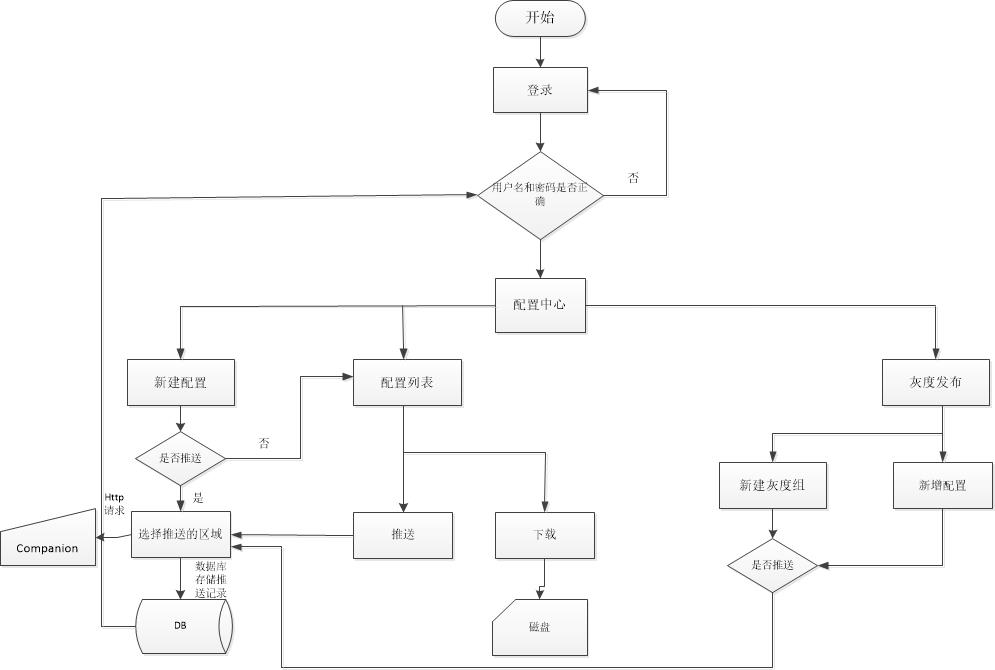 开始
登录
用户名和密码是否正
确
否
配置中心
新建配置
配置列表
灰度发布
否
是否推送
是
Http
请求
新建灰度组
新增配置
Companion
选择推送的区域
推送
下载
是否推送
数据库
存储推
送记录
DB
磁盘